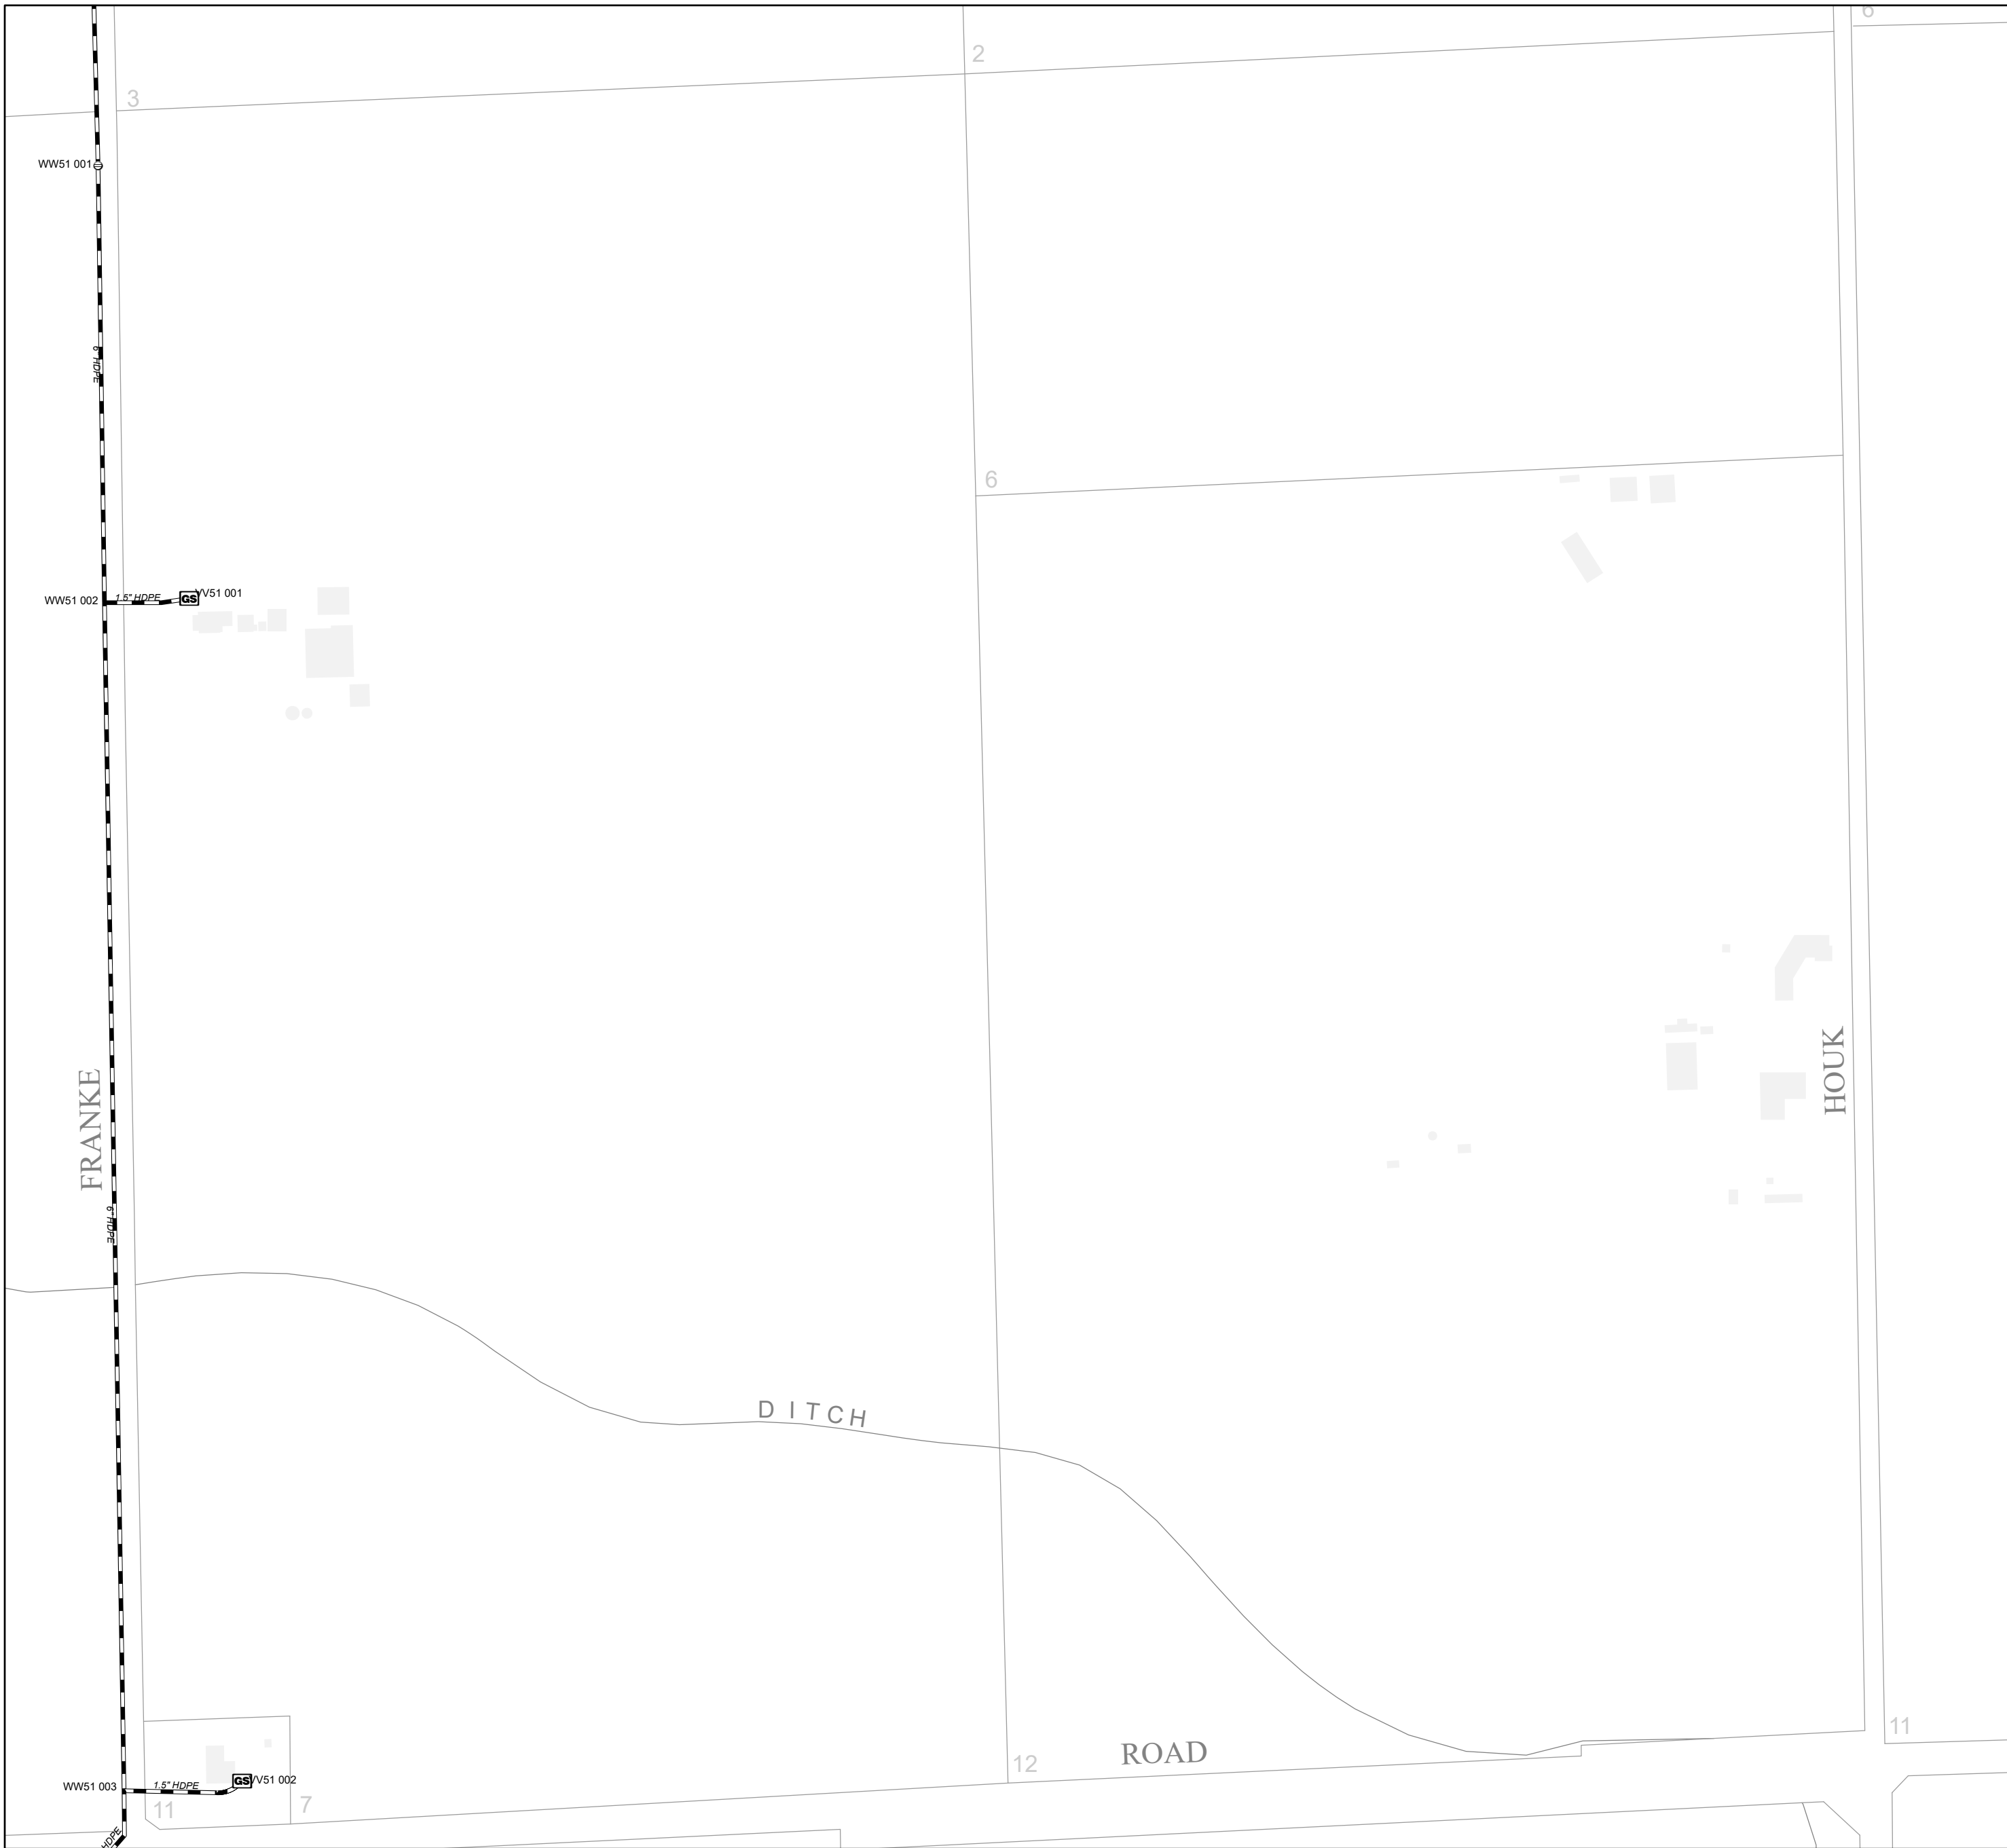 6
2
3
WW51 001
6" HDPE
6
WW51 002
1.5" HDPE
GS
VV51 001
HOUK
FRANKE
6" HDPE
DITCH
11
ROAD
12
WW51 003
1.5" HDPE
GS
VV51 002
11
7
HDPE